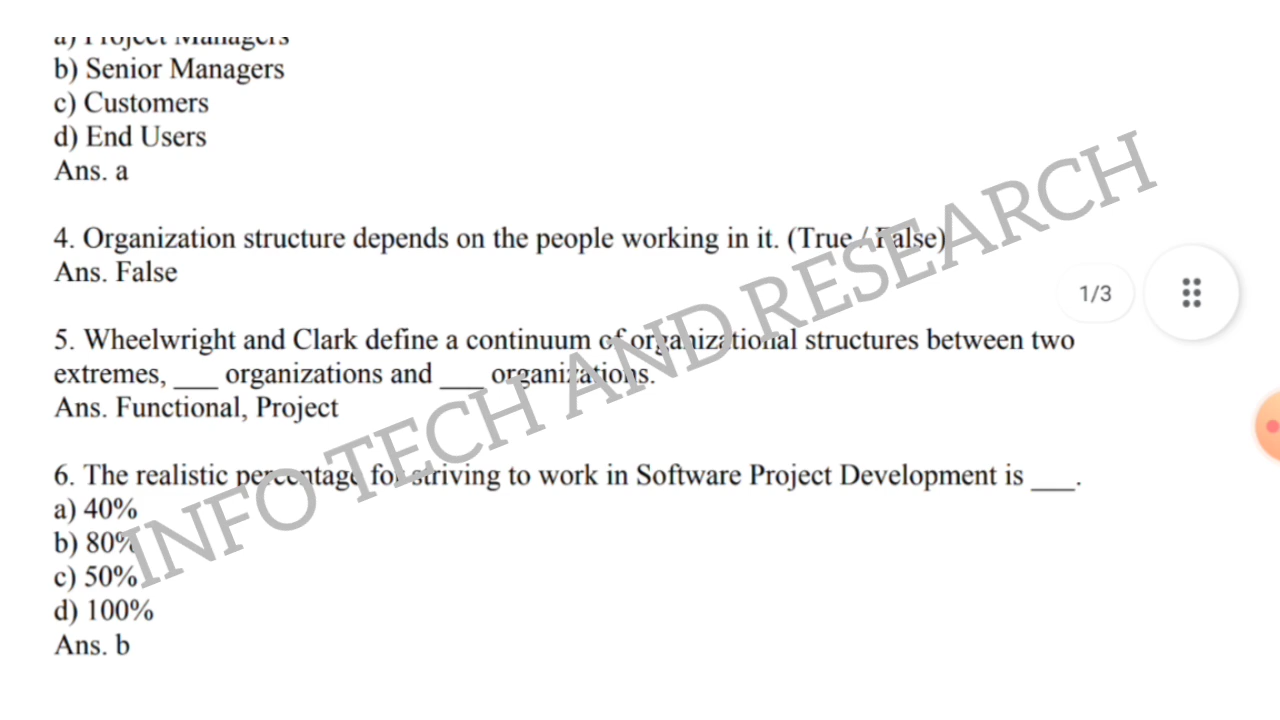 a) Project Managers
b) Senior Managers
c) Customers
d) End Users
Ans. a
4. Organization structure depends on the people working in it. (True / False)
Ans. False
5. Wheelwright and Clark define a continuum of organizational structures between two
extremes, ___ organizations and ___ organizations.
Ans. Functional, Project
6. The realistic percentage for striving to work in Software Project Development is ___.
a) 40%
b) 80%
c) 50%
d) 100%
Ans. b
1/3
INFO TECH AND RESEARCH